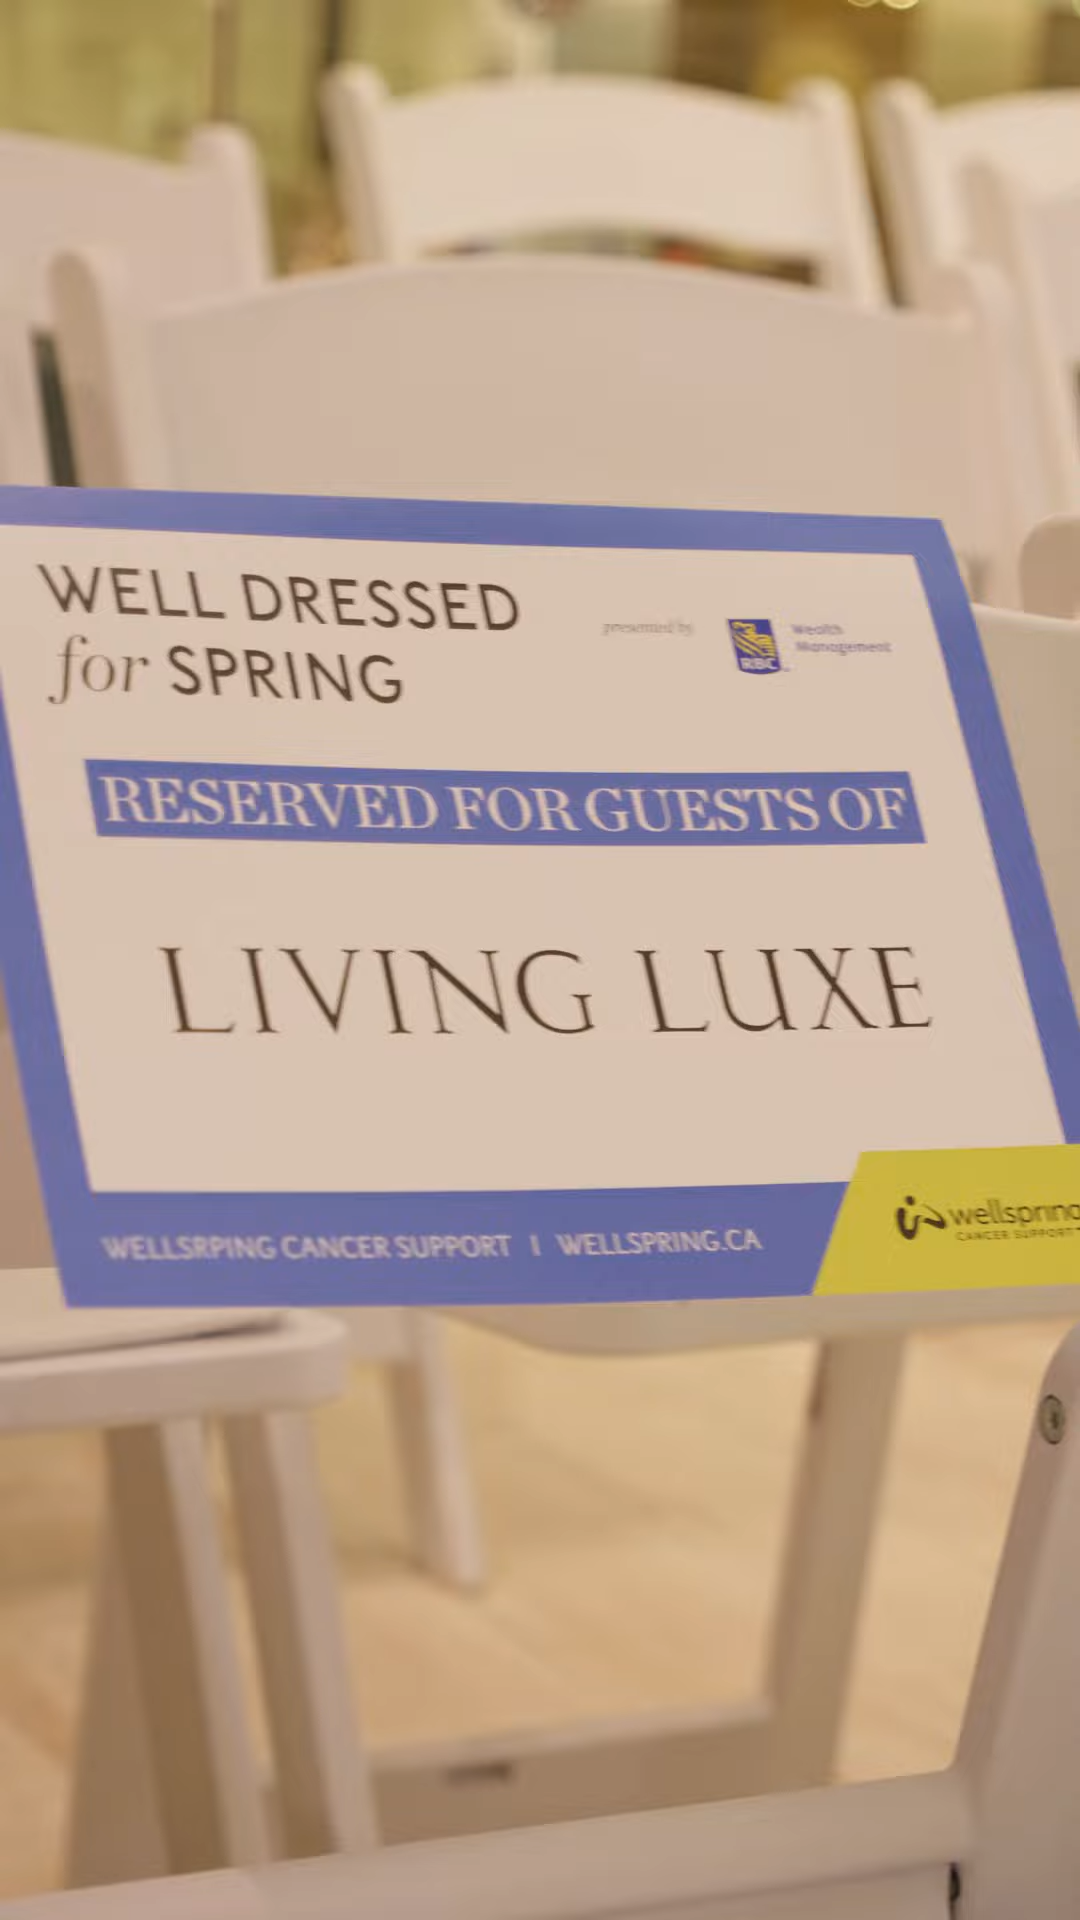 WELL DRESSED
for SPRING
presented by
RBC
Wealth
Management
RESERVED FOR GUESTS OF
LIVING LUXE
WELLSRPING CANCER SUPPORT | WELLSPRING.CA
wellspring
CANCER SUPPORT